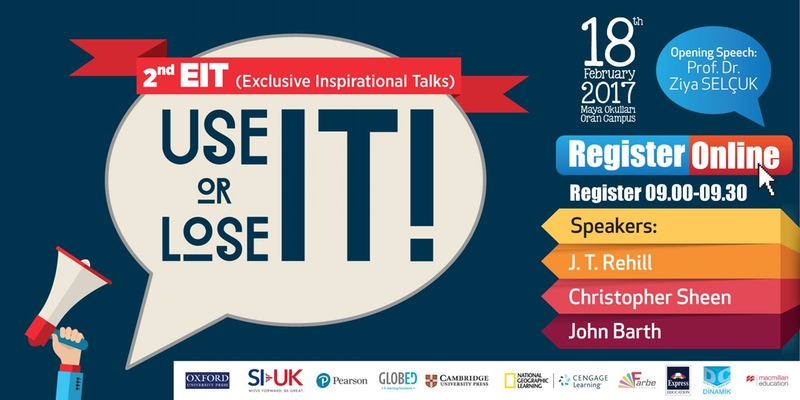 2nd EIT (Exclusive Inspirational Talks)
USE
OR
LOSE
IT!
18th
February
2017
Maya Okulları
Oran Campus
Opening Speech:
Prof. Dr.
Ziya SELÇUK
Register Online
Register 09.00-09.30
Speakers:
J. T. Rehill
Christopher Sheen
John Barth
OXFORD
UNIVERSITY PRESS
SI-UK
MOVE FORWARD. BE GREAT.
Pearson
GLOBED
CAMBRIDGE
UNIVERSITY PRESS
NATIONAL
GEOGRAPHIC
LEARNING
CENGAGE
Learning
Farbe
Express
EDUCATION
DİNAMİK
macmillan
education